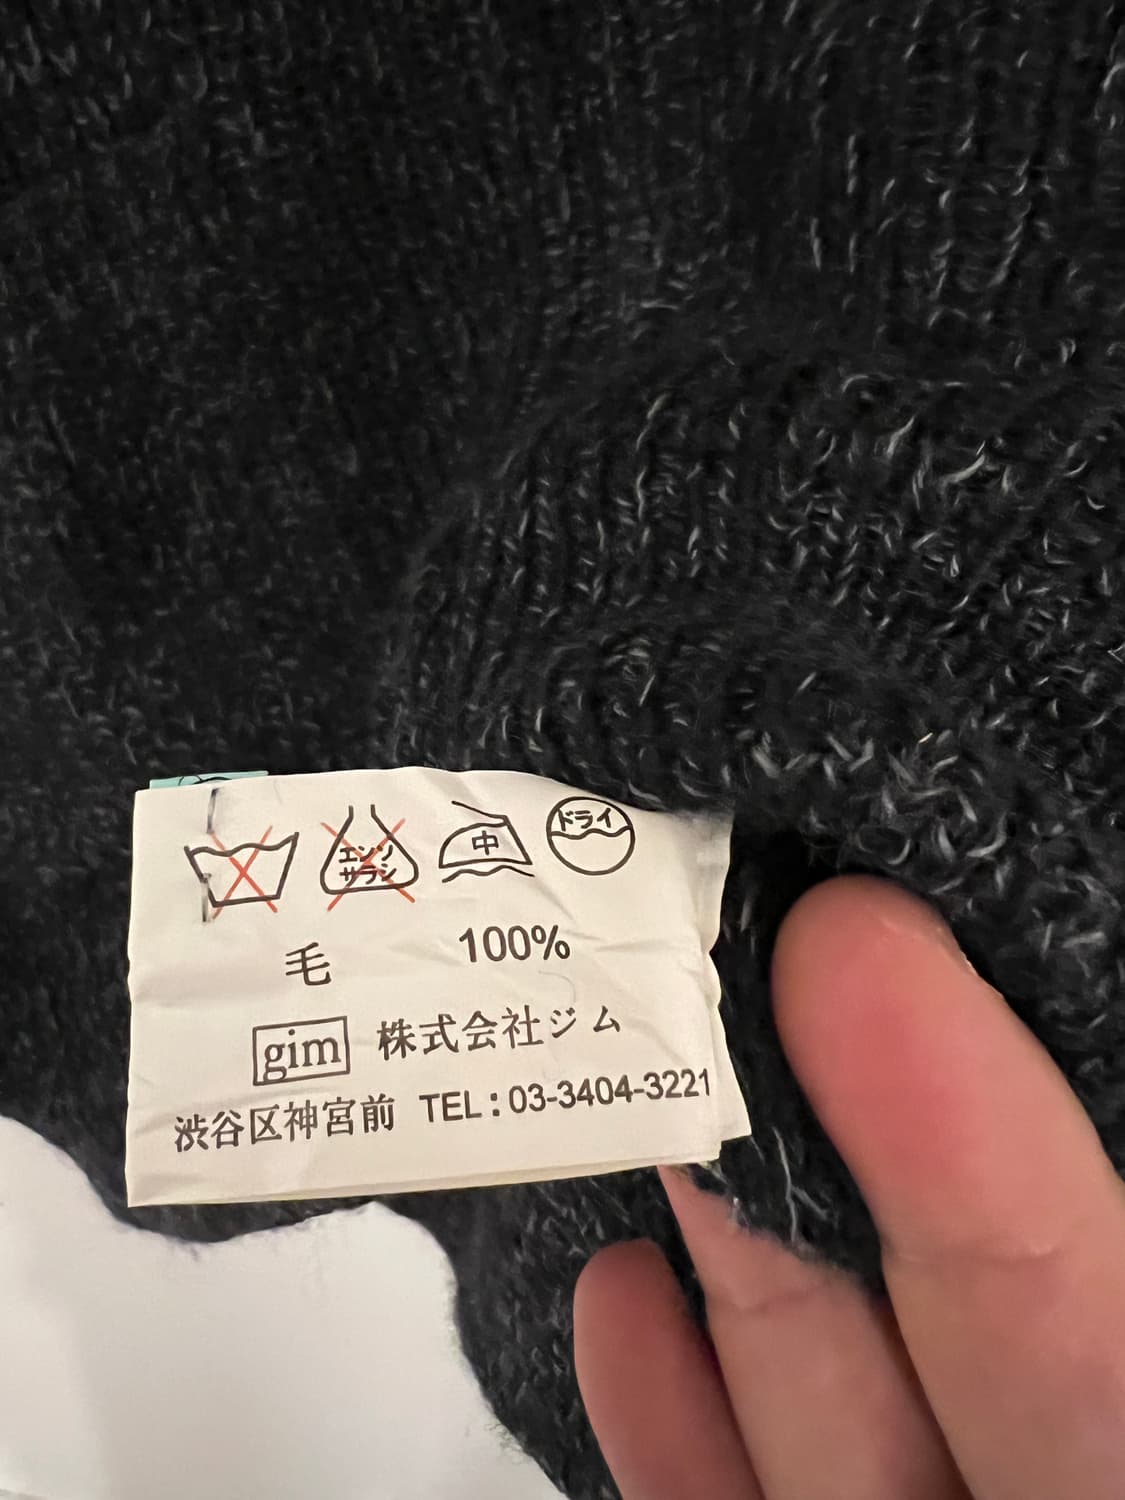 エンソサラシ 中 ドライ
毛 100%
gim 株式会社ジム
渋谷区神宮前 TEL:03-3404-3221